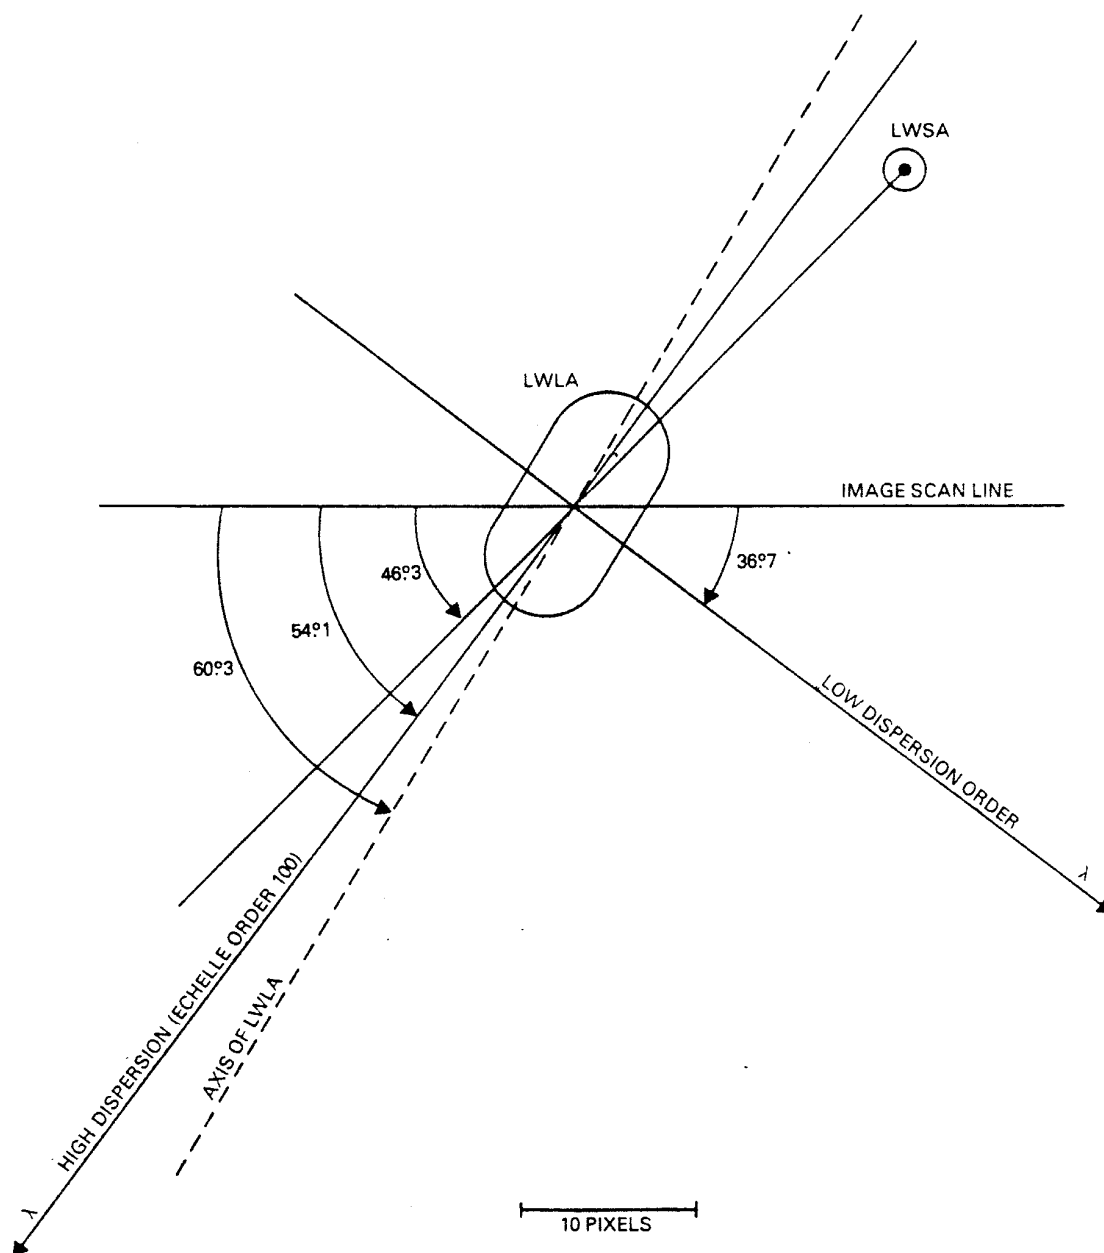 LWSA
LWLA
IMAGE SCAN LINE
46°.3
36°.7
54°.1
60°.3
LOW DISPERSION ORDER
λ
HIGH DISPERSION (ECHELLE ORDER 100)
AXIS OF LWLA
λ
10 PIXELS